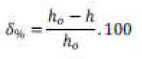 δ% = (h₀ − h) / h₀ . 100